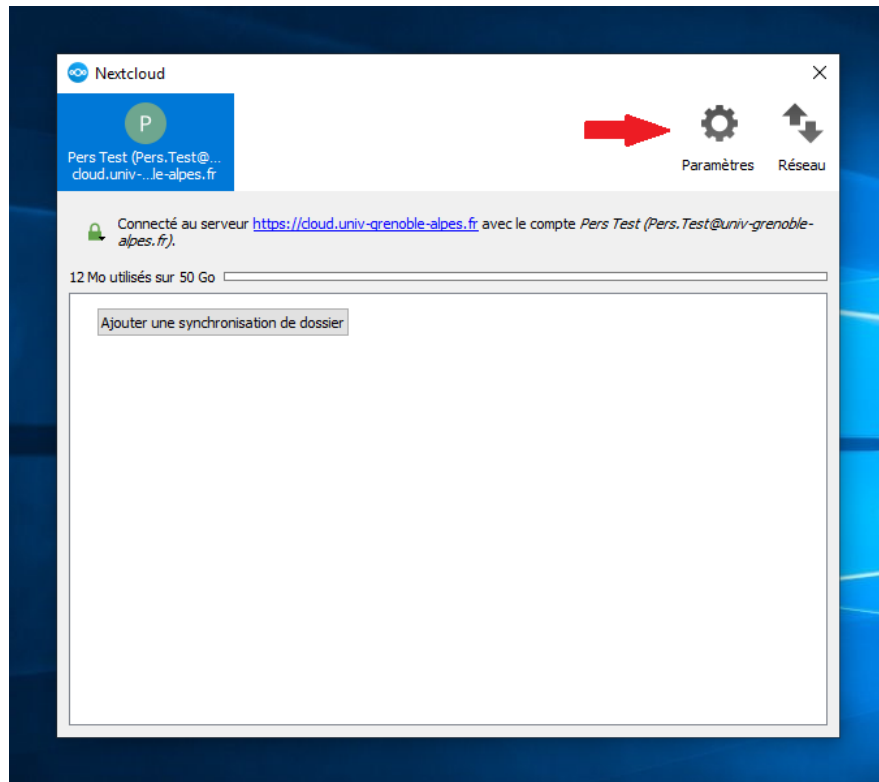 Nextcloud
P
Pers Test (Pers.Test@...
cloud.univ-...le-alpes.fr
Paramètres
Réseau
Connecté au serveur https://cloud.univ-grenoble-alpes.fr avec le compte Pers Test (Pers.Test@univ-grenoble-
alpes.fr).
12 Mo utilisés sur 50 Go
Ajouter une synchronisation de dossier